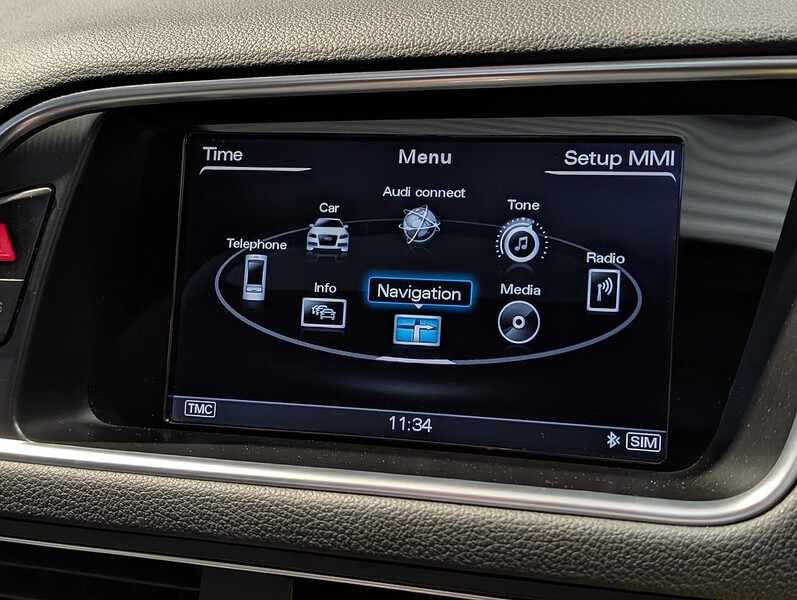 Time
Menu
Setup MMI
Audi connect
Car
Tone
Telephone
Radio
Info
Navigation
Media
TMC
11:34
SIM